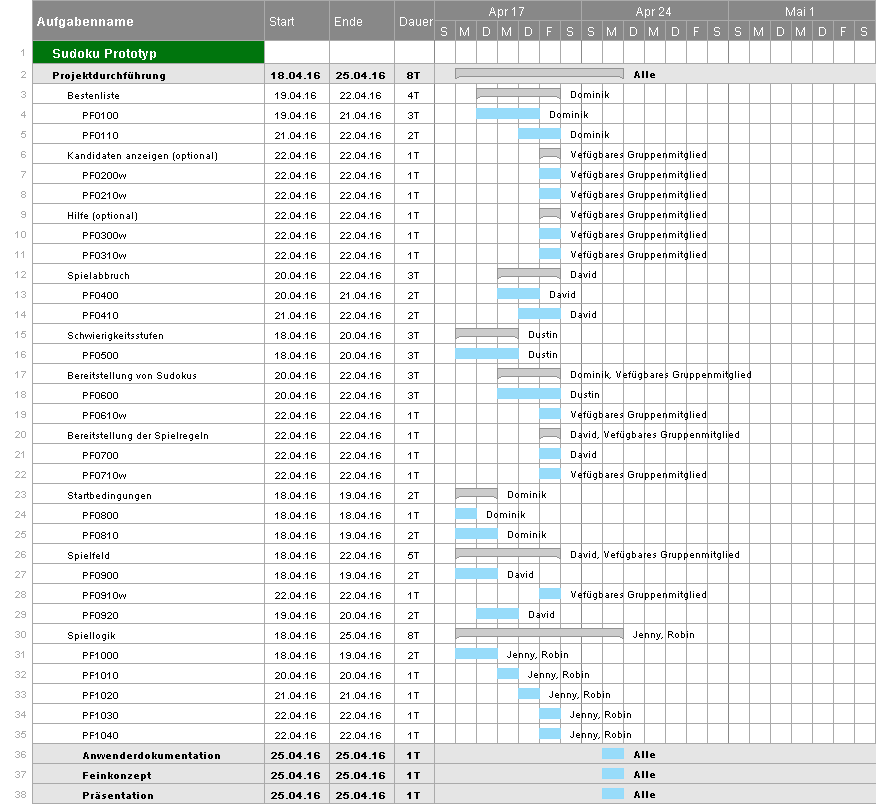 Aufgabenname Start Ende Dauer Apr 17 Apr 24 Mai 1
S M D M D F S S M D M D F S S M D M D F S
1 Sudoku Prototyp
2 Projektdurchführung 18.04.16 25.04.16 8T Alle
3 Bestenliste 19.04.16 22.04.16 4T Dominik
4 PF0100 19.04.16 21.04.16 3T Dominik
5 PF0110 21.04.16 22.04.16 2T Dominik
6 Kandidaten anzeigen (optional) 22.04.16 22.04.16 1T Vefügbares Gruppenmitglied
7 PF0200w 22.04.16 22.04.16 1T Vefügbares Gruppenmitglied
8 PF0210w 22.04.16 22.04.16 1T Vefügbares Gruppenmitglied
9 Hilfe (optional) 22.04.16 22.04.16 1T Vefügbares Gruppenmitglied
10 PF0300w 22.04.16 22.04.16 1T Vefügbares Gruppenmitglied
11 PF0310w 22.04.16 22.04.16 1T Vefügbares Gruppenmitglied
12 Spielabbruch 20.04.16 22.04.16 3T David
13 PF0400 20.04.16 21.04.16 2T David
14 PF0410 21.04.16 22.04.16 2T David
15 Schwierigkeitsstufen 18.04.16 20.04.16 3T Dustin
16 PF0500 18.04.16 20.04.16 3T Dustin
17 Bereitstellung von Sudokus 20.04.16 22.04.16 3T Dominik, Vefügbares Gruppenmitglied
18 PF0600 20.04.16 22.04.16 3T Dustin
19 PF0610w 22.04.16 22.04.16 1T Vefügbares Gruppenmitglied
20 Bereitstellung der Spielregeln 22.04.16 22.04.16 1T David, Vefügbares Gruppenmitglied
21 PF0700 22.04.16 22.04.16 1T David
22 PF0710w 22.04.16 22.04.16 1T Vefügbares Gruppenmitglied
23 Startbedingungen 18.04.16 19.04.16 2T Dominik
24 PF0800 18.04.16 18.04.16 1T Dominik
25 PF0810 18.04.16 19.04.16 2T Dominik
26 Spielfeld 18.04.16 22.04.16 5T David, Vefügbares Gruppenmitglied
27 PF0900 18.04.16 19.04.16 2T David
28 PF0910w 22.04.16 22.04.16 1T Vefügbares Gruppenmitglied
29 PF0920 19.04.16 20.04.16 2T David
30 Spiellogik 18.04.16 25.04.16 8T Jenny, Robin
31 PF1000 18.04.16 19.04.16 2T Jenny, Robin
32 PF1010 20.04.16 20.04.16 1T Jenny, Robin
33 PF1020 21.04.16 21.04.16 1T Jenny, Robin
34 PF1030 22.04.16 22.04.16 1T Jenny, Robin
35 PF1040 22.04.16 22.04.16 1T Jenny, Robin
36 Anwenderdokumentation 25.04.16 25.04.16 1T Alle
37 Feinkonzept 25.04.16 25.04.16 1T Alle
38 Präsentation 25.04.16 25.04.16 1T Alle